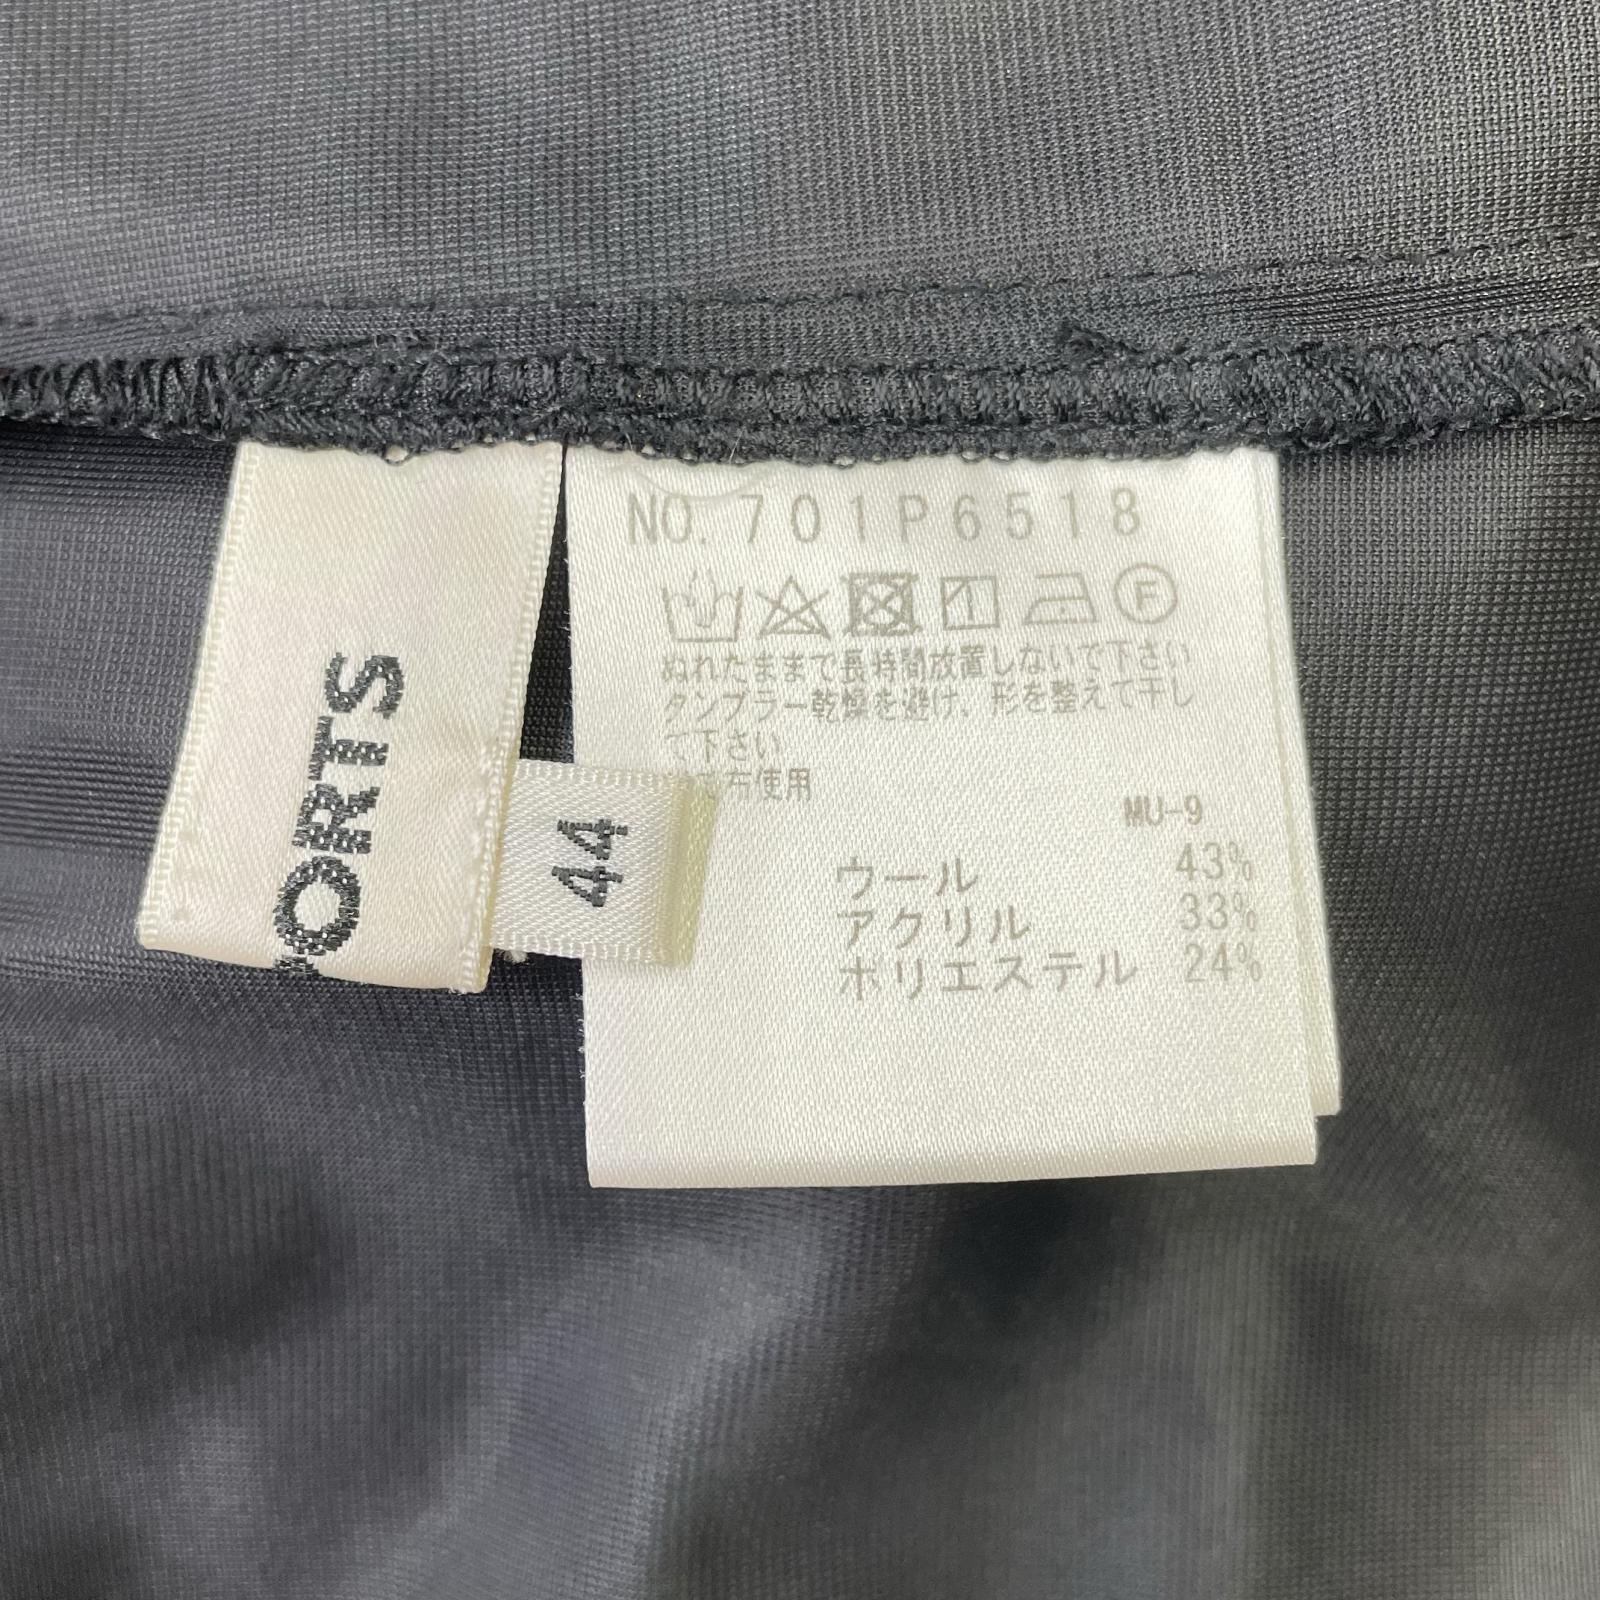 NO. 701P6518
ぬれたままで長時間放置しないで下さい
タンブラー乾燥を避け、形を整えて干し
て下さい
使用
MU-9
ウール 43%
アクリル 33%
ポリエステル 24%
ORTS
44
F